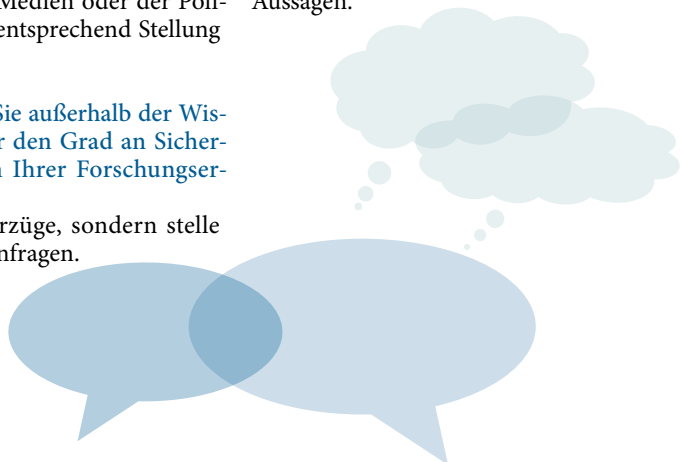 Medien oder der Poli-
entsprechend Stellung
Sie außerhalb der Wis-
r den Grad an Sicher-
Ihrer Forschungser-
rzüge, sondern stelle
nfragen.
Aussagen.